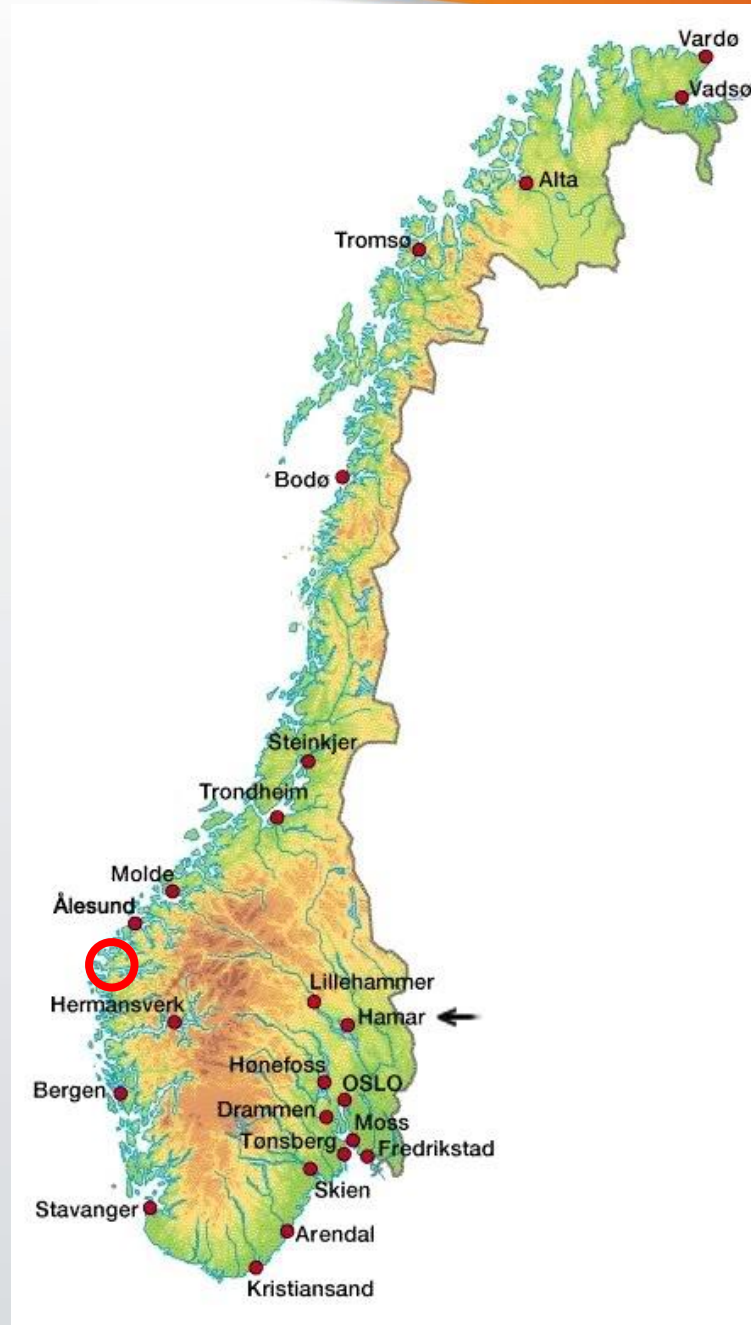 Vardø
Vadsø
Alta
Tromsø
Bodø
Steinkjer
Trondheim
Molde
Ålesund
Lillehammer
Hermansverk
Hamar
Hønefoss
OSLO
Bergen
Drammen
Moss
Tønsberg
Fredrikstad
Skien
Stavanger
Arendal
Kristiansand